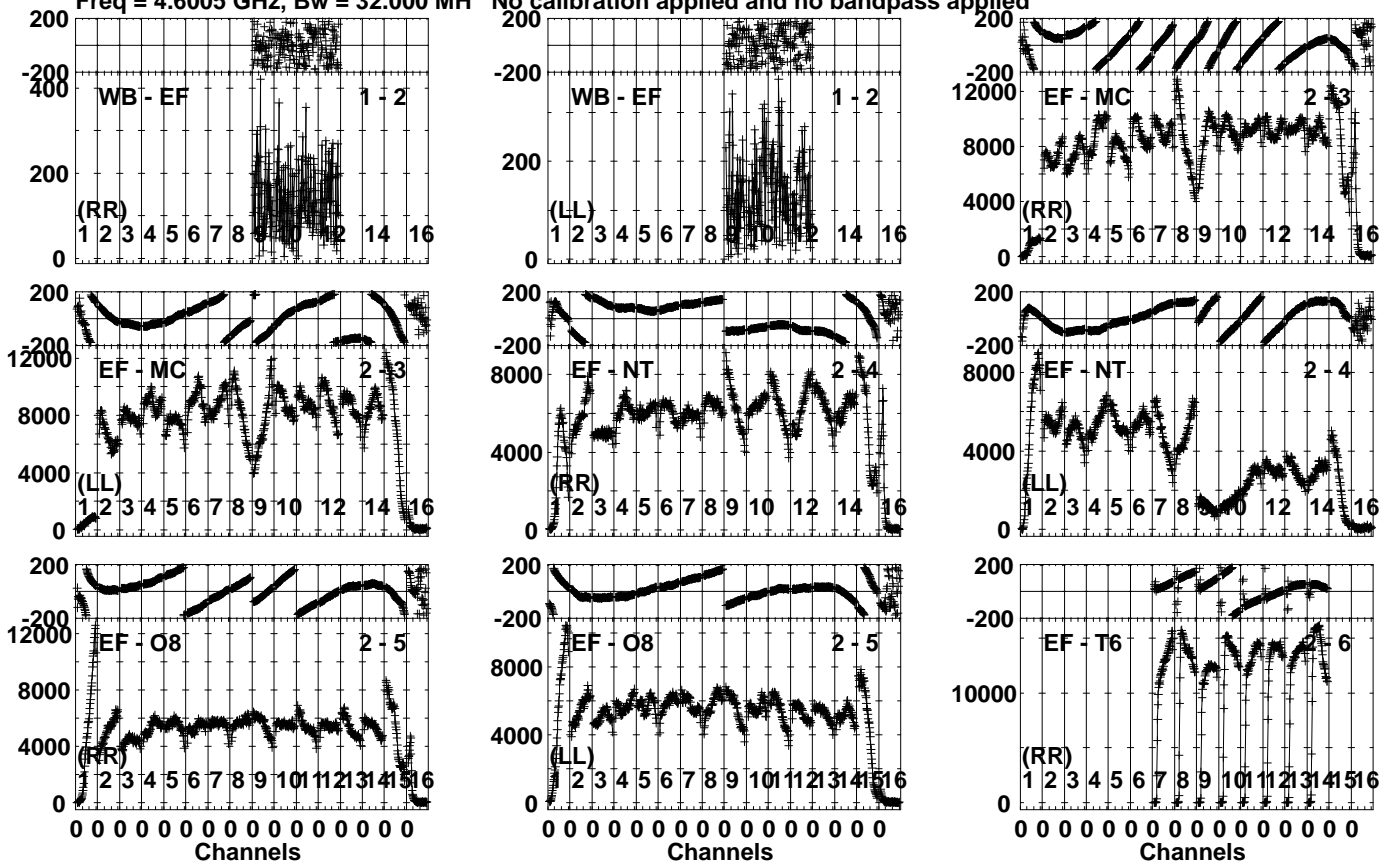 Freq = 4.6005 GHz, Bw = 32.000 MH No calibration applied and no bandpass applied
200
-200
400
200
0
WB - EF 1 - 2
(RR)
1 2 3 4 5 6 7 8 9 10 12 14 16
200
-200
200
0
WB - EF 1 - 2
(LL)
1 2 3 4 5 6 7 8 9 10 12 14 16
200
-200
12000
8000
4000
0
EF - MC 2 - 3
(RR)
1 2 3 4 5 6 7 8 9 10 12 14 16
200
-200
12000
8000
4000
0
EF - MC 2 - 3
(LL)
1 2 3 4 5 6 7 8 9 10 12 14 16
200
-200
8000
4000
0
EF - NT 2 - 4
(RR)
1 2 3 4 5 6 7 8 9 10 12 14 16
200
-200
8000
4000
0
EF - NT 2 - 4
(LL)
1 2 3 4 5 6 7 8 9 10 12 14 16
200
-200
12000
8000
4000
0
EF - O8 2 - 5
(RR)
1 2 3 4 5 6 7 8 9 10 11 12 13 14 15 16
0 0 0 0 0 0 0 0 0 0 0 0 0 0 0 0
Channels
200
-200
8000
4000
0
EF - O8 2 - 5
(LL)
1 2 3 4 5 6 7 8 9 10 11 12 13 14 15 16
0 0 0 0 0 0 0 0 0 0 0 0 0 0 0 0
Channels
200
-200
10000
0
EF - T6 2 - 6
(RR)
1 2 3 4 5 6 7 8 9 10 11 12 13 14 15 16
0 0 0 0 0 0 0 0 0 0 0 0 0 0 0 0
Channels